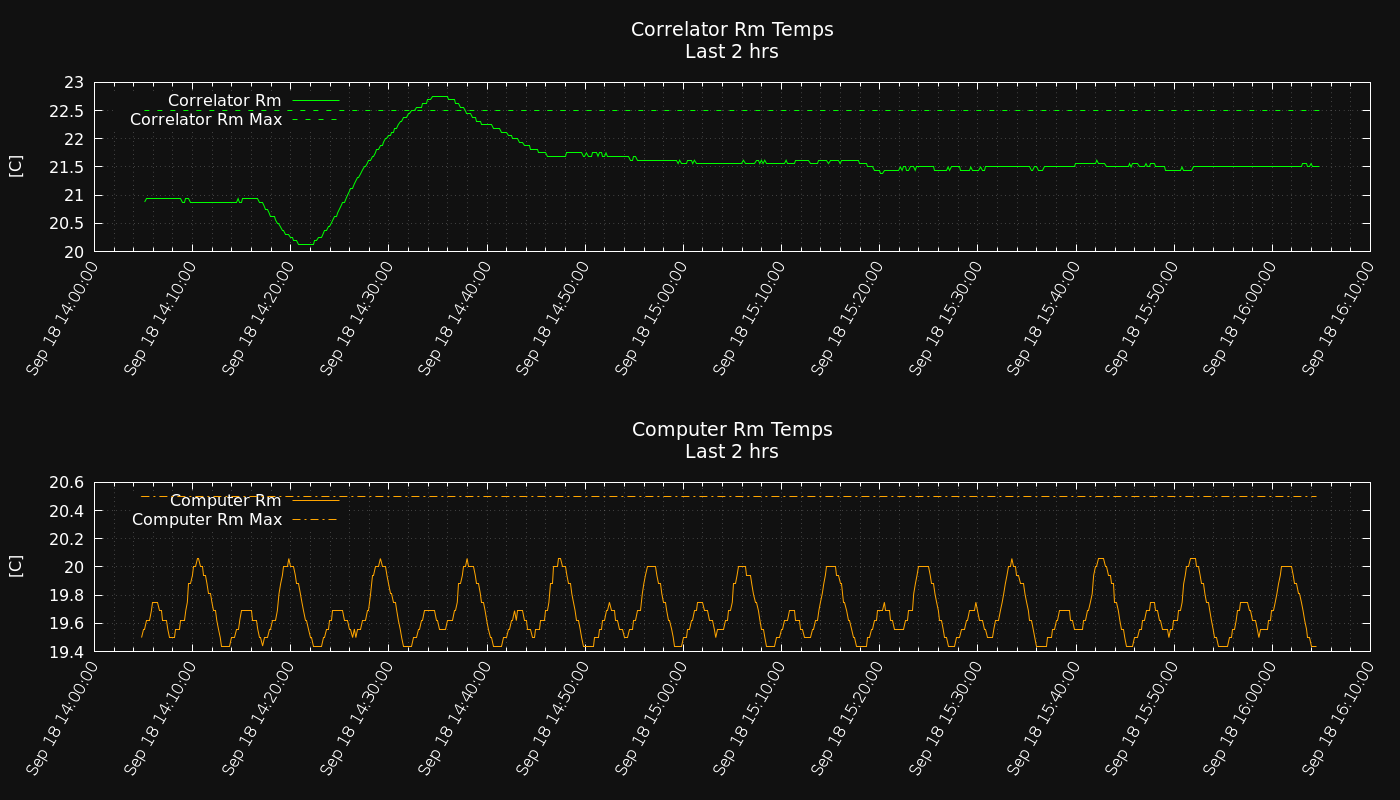 Correlator Rm Temps
Last 2 hrs
23
22.5
22
21.5
21
20.5
20
[C]
Correlator Rm
Correlator Rm Max
Sep 18 14:00:00
Sep 18 14:10:00
Sep 18 14:20:00
Sep 18 14:30:00
Sep 18 14:40:00
Sep 18 14:50:00
Sep 18 15:00:00
Sep 18 15:10:00
Sep 18 15:20:00
Sep 18 15:30:00
Sep 18 15:40:00
Sep 18 15:50:00
Sep 18 16:00:00
Sep 18 16:10:00
Computer Rm Temps
Last 2 hrs
20.6
20.4
20.2
20
19.8
19.6
19.4
[C]
Computer Rm
Computer Rm Max
Sep 18 14:00:00
Sep 18 14:10:00
Sep 18 14:20:00
Sep 18 14:30:00
Sep 18 14:40:00
Sep 18 14:50:00
Sep 18 15:00:00
Sep 18 15:10:00
Sep 18 15:20:00
Sep 18 15:30:00
Sep 18 15:40:00
Sep 18 15:50:00
Sep 18 16:00:00
Sep 18 16:10:00